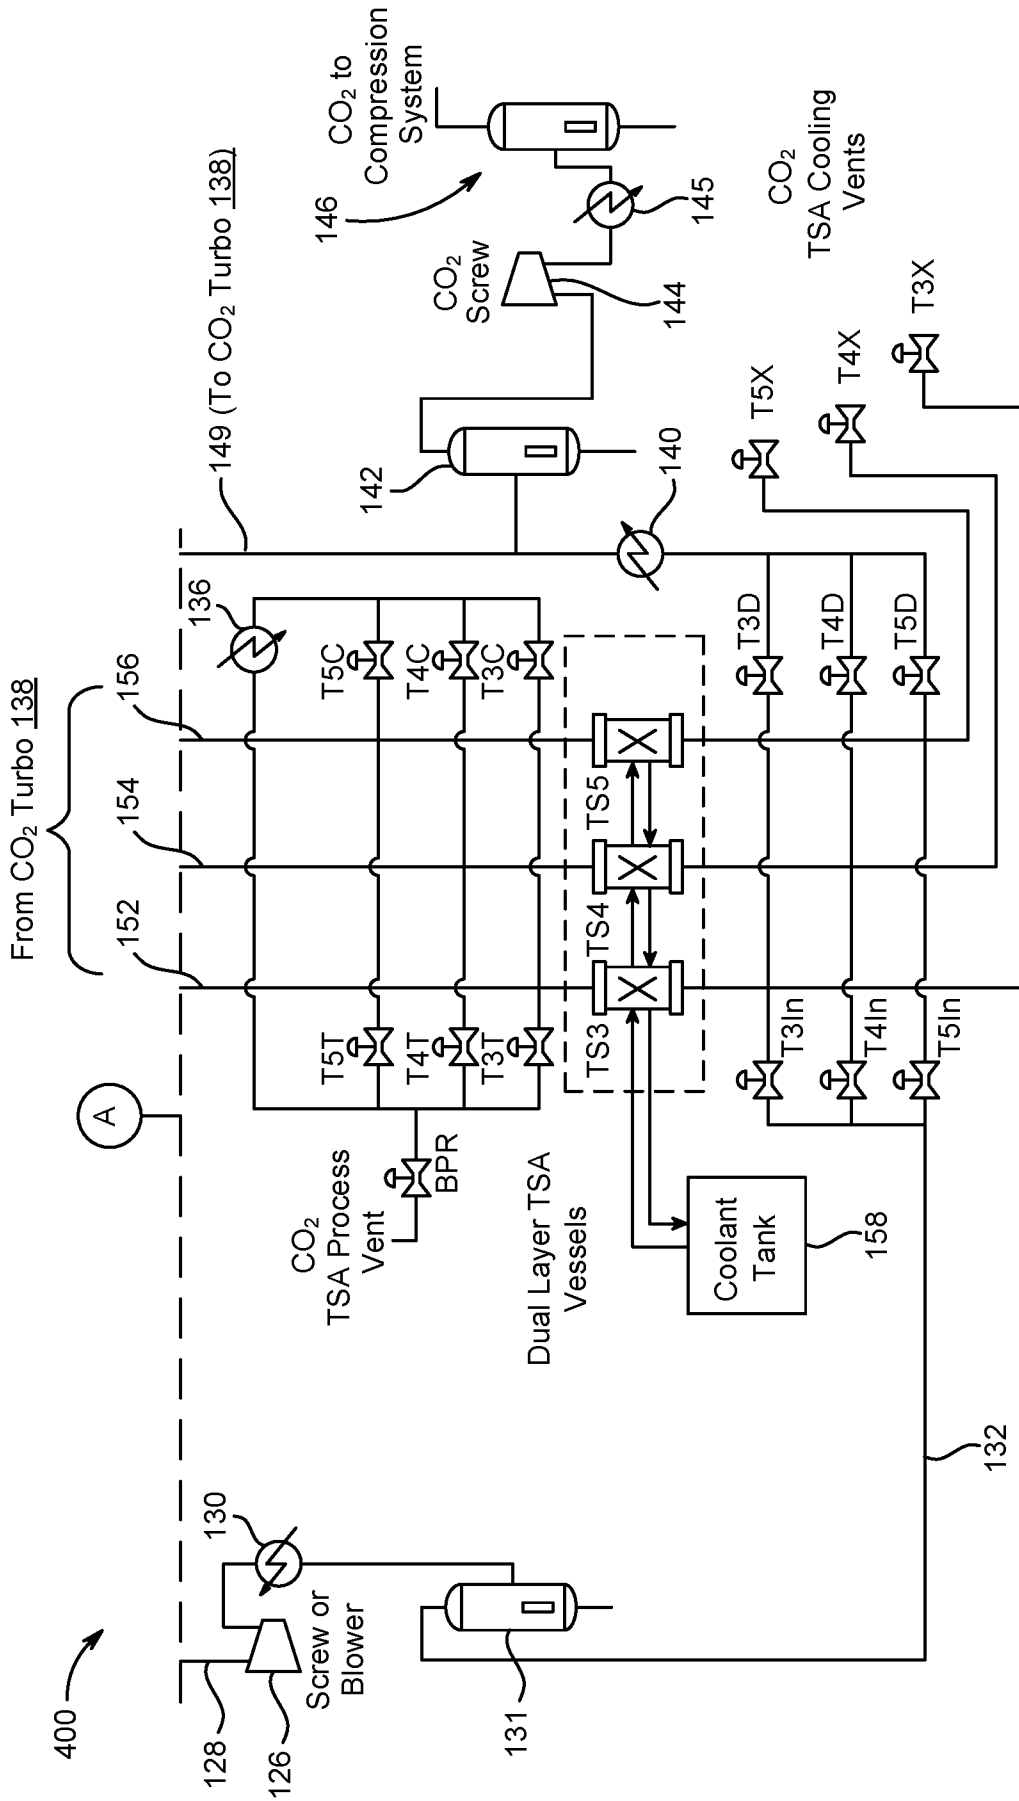 400
A
From CO₂ Turbo 138
152
154
156
149 (To CO₂ Turbo 138)
128
126
Screw or
Blower
130
131
132
136
T5T
T4T
T3T
T5C
T4C
T3C
CO₂
TSA Process
Vent
BPR
Dual Layer TSA
Vessels
TS3
TS4
TS5
Coolant
Tank
158
T3In
T4In
T5In
T3D
T4D
T5D
140
142
CO₂
Screw
144
145
146
CO₂ to
Compression
System
CO₂
TSA Cooling
Vents
T5X
T4X
T3X